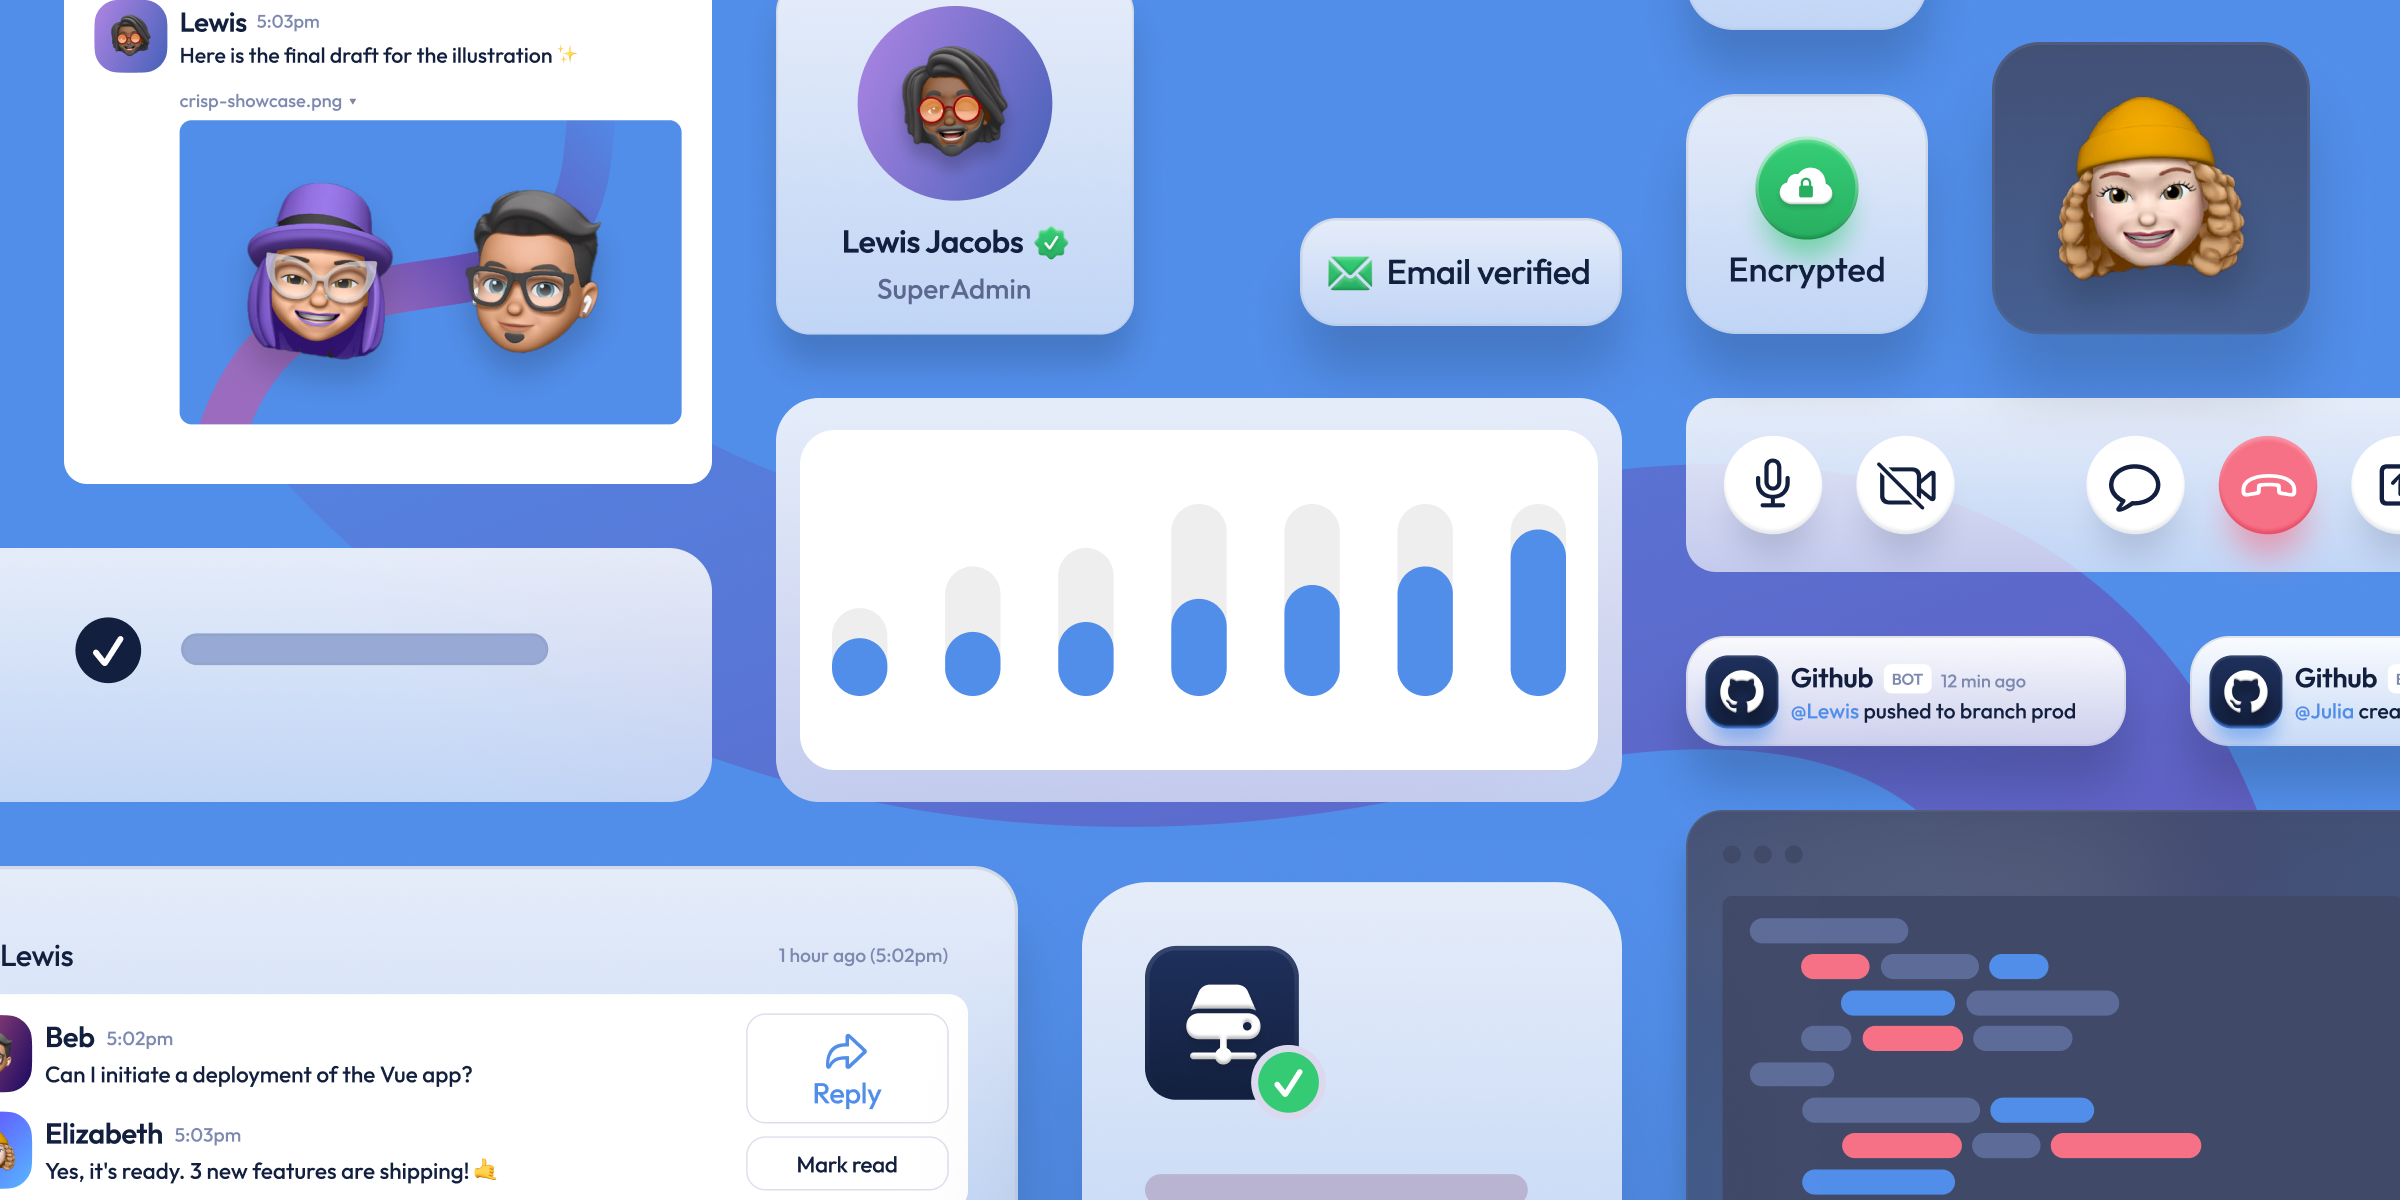 Lewis 5:03pm
Here is the final draft for the illustration
crisp-showcase.png
Lewis Jacobs
SuperAdmin
Email verified
Encrypted
Github BOT 12 min ago
@Lewis pushed to branch prod
Github
@Julia crea
Lewis
1 hour ago (5:02pm)
Beb 5:02pm
Can I initiate a deployment of the Vue app?
Elizabeth 5:03pm
Yes, it's ready. 3 new features are shipping! 🤙
Reply
Mark read